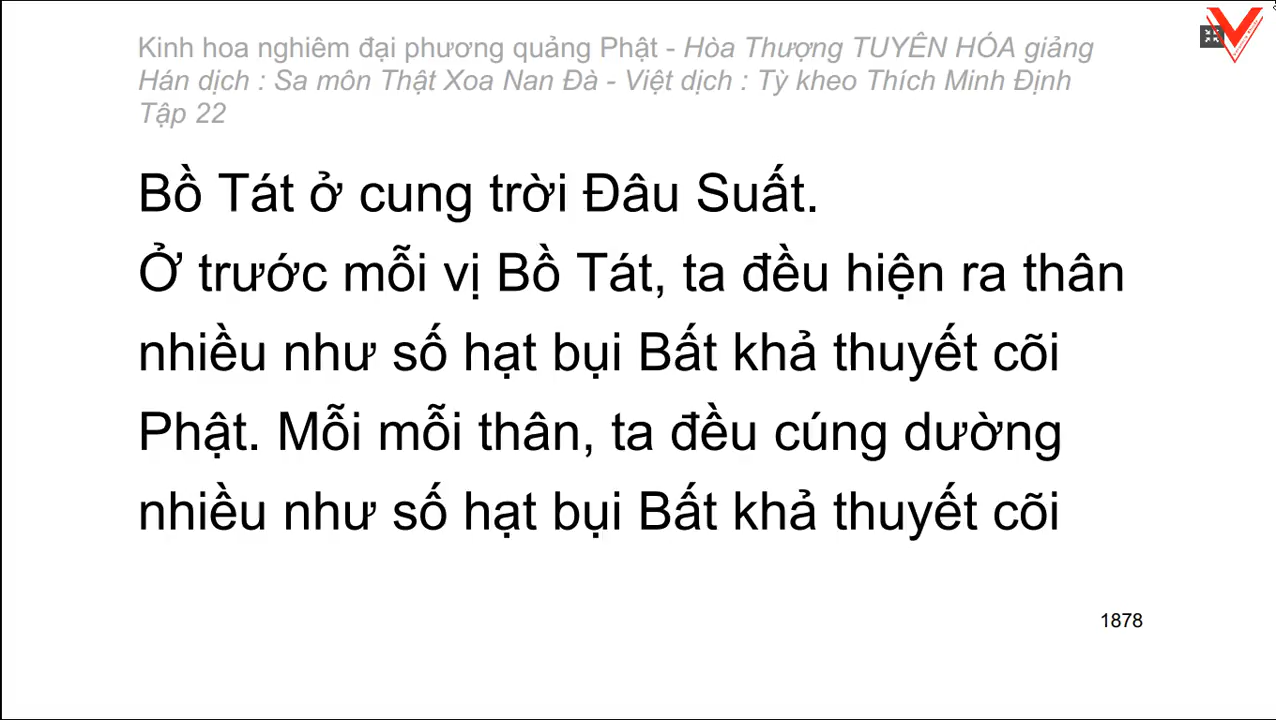 Kinh hoa nghiêm đại phương quảng Phật - Hòa Thượng TUYÊN HÓA giảng
Hán dịch : Sa môn Thật Xoa Nan Đà - Việt dịch : Tỳ kheo Thích Minh Định
Tập 22
Bồ Tát ở cung trời Đâu Suất.
Ở trước mỗi vị Bồ Tát, ta đều hiện ra thân
nhiều như số hạt bụi Bất khả thuyết cõi
Phật. Mỗi mỗi thân, ta đều cúng dường
nhiều như số hạt bụi Bất khả thuyết cõi
1878